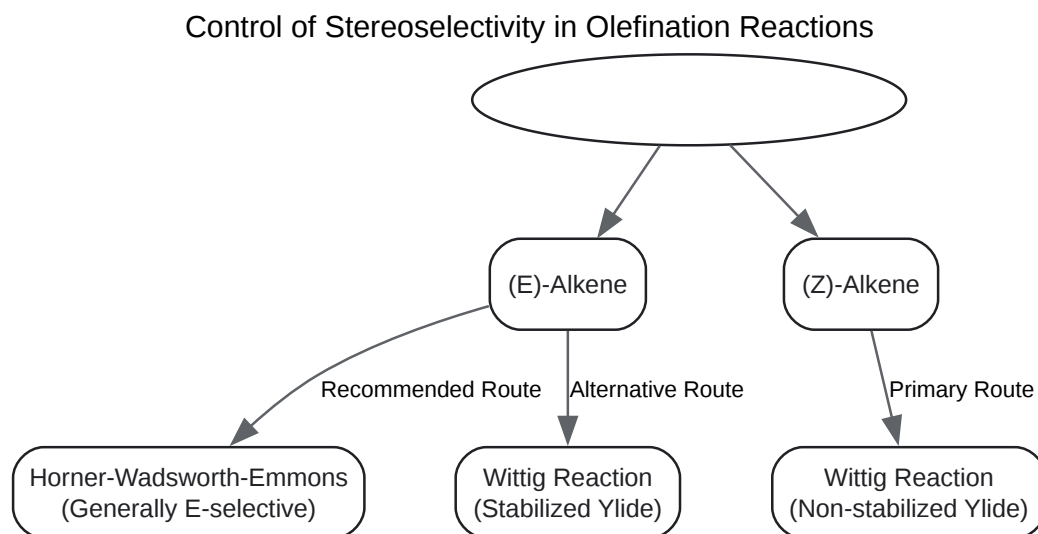 Control of Stereoselectivity in Olefination Reactions
(E)-Alkene
(Z)-Alkene
Recommended Route
Alternative Route
Primary Route
Horner-Wadsworth-Emmons
(Generally E-selective)
Wittig Reaction
(Stabilized Ylide)
Wittig Reaction
(Non-stabilized Ylide)